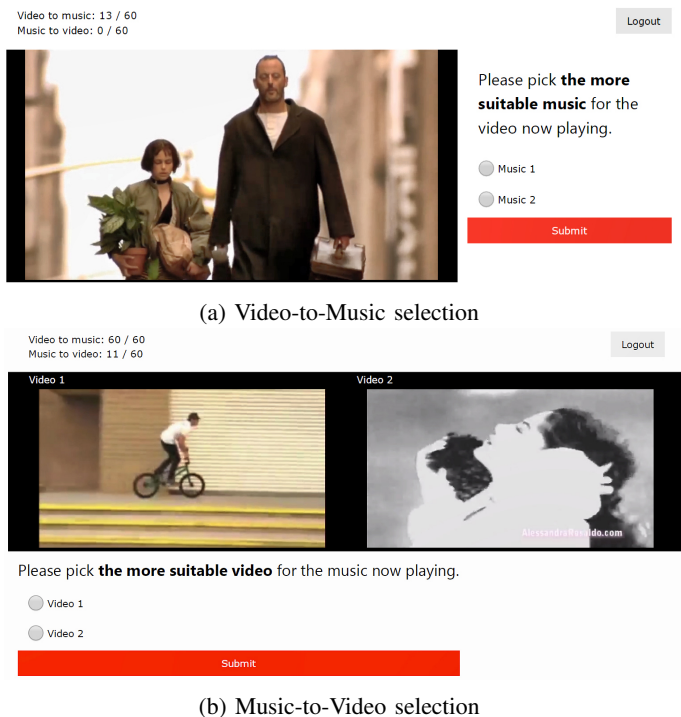 Video to music: 13 / 60
Music to video: 0 / 60
Logout
Please pick the more
suitable music for the
video now playing.
Music 1
Music 2
Submit
(a) Video-to-Music selection
Video to music: 60 / 60
Music to video: 11 / 60
Logout
Video 1
Video 2
Please pick the more suitable video for the music now playing.
Video 1
Video 2
Submit
(b) Music-to-Video selection